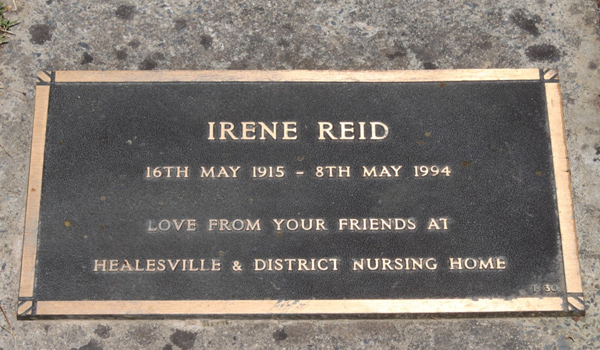 IRENE REID
16TH MAY 1915 - 8TH MAY 1994
LOVE FROM YOUR FRIENDS AT
HEALESVILLE & DISTRICT NURSING HOME